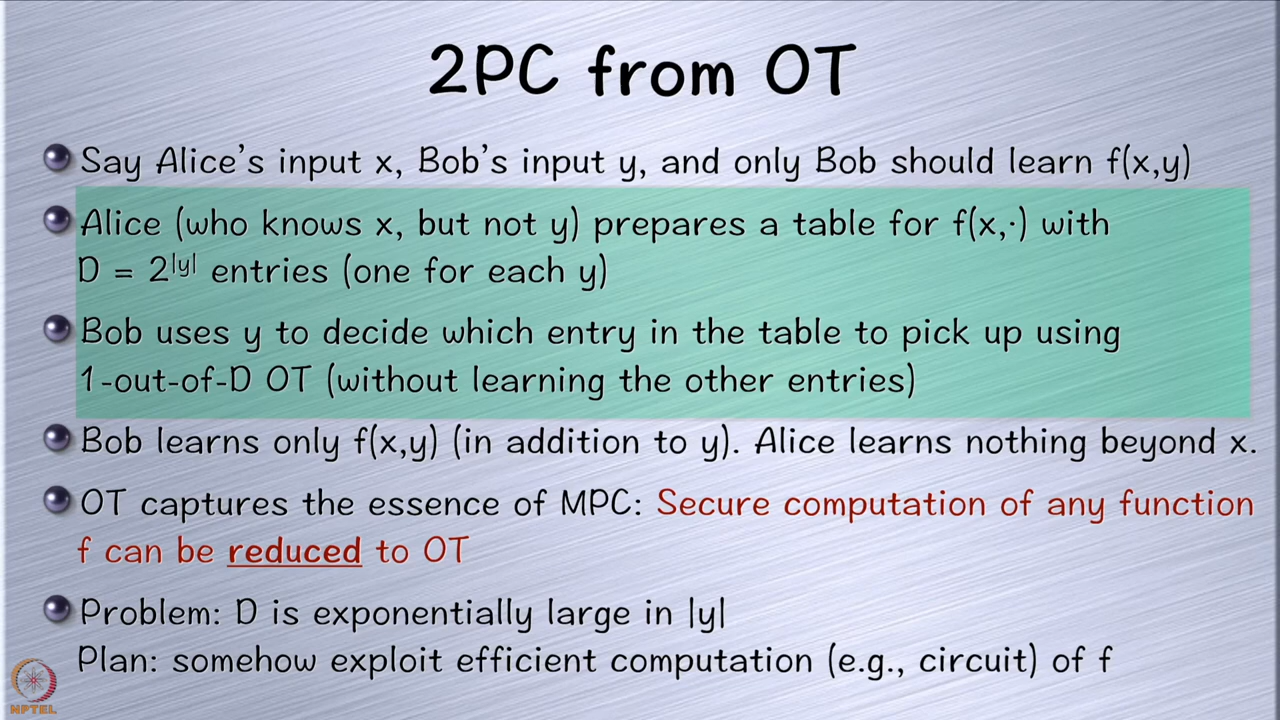 2PC from OT
Say Alice's input x, Bob's input y, and only Bob should learn f(x,y)
Alice (who knows x, but not y) prepares a table for f(x,·) with
D = 2^|y| entries (one for each y)
Bob uses y to decide which entry in the table to pick up using
1-out-of-D OT (without learning the other entries)
Bob learns only f(x,y) (in addition to y). Alice learns nothing beyond x.
OT captures the essence of MPC: Secure computation of any function
f can be reduced to OT
Problem: D is exponentially large in |y|
Plan: somehow exploit efficient computation (e.g., circuit) of f
NPTEL